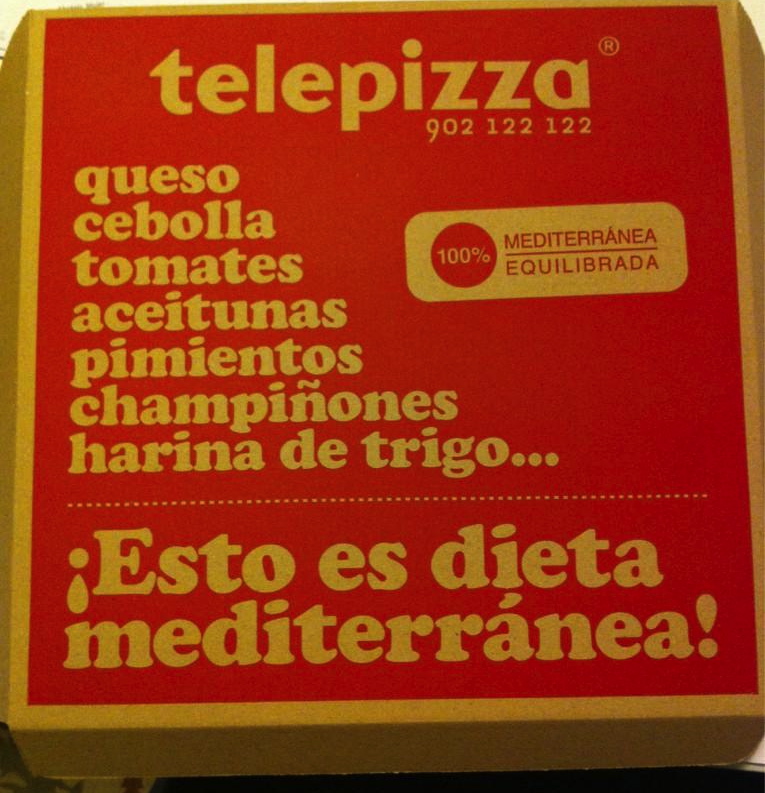 telepizza®
902 122 122
queso
cebolla
tomates
aceitunas
pimientos
champiñones
harina de trigo...
100%
MEDITERRÁNEA
EQUILIBRADA
¡Esto es dieta
mediterránea!